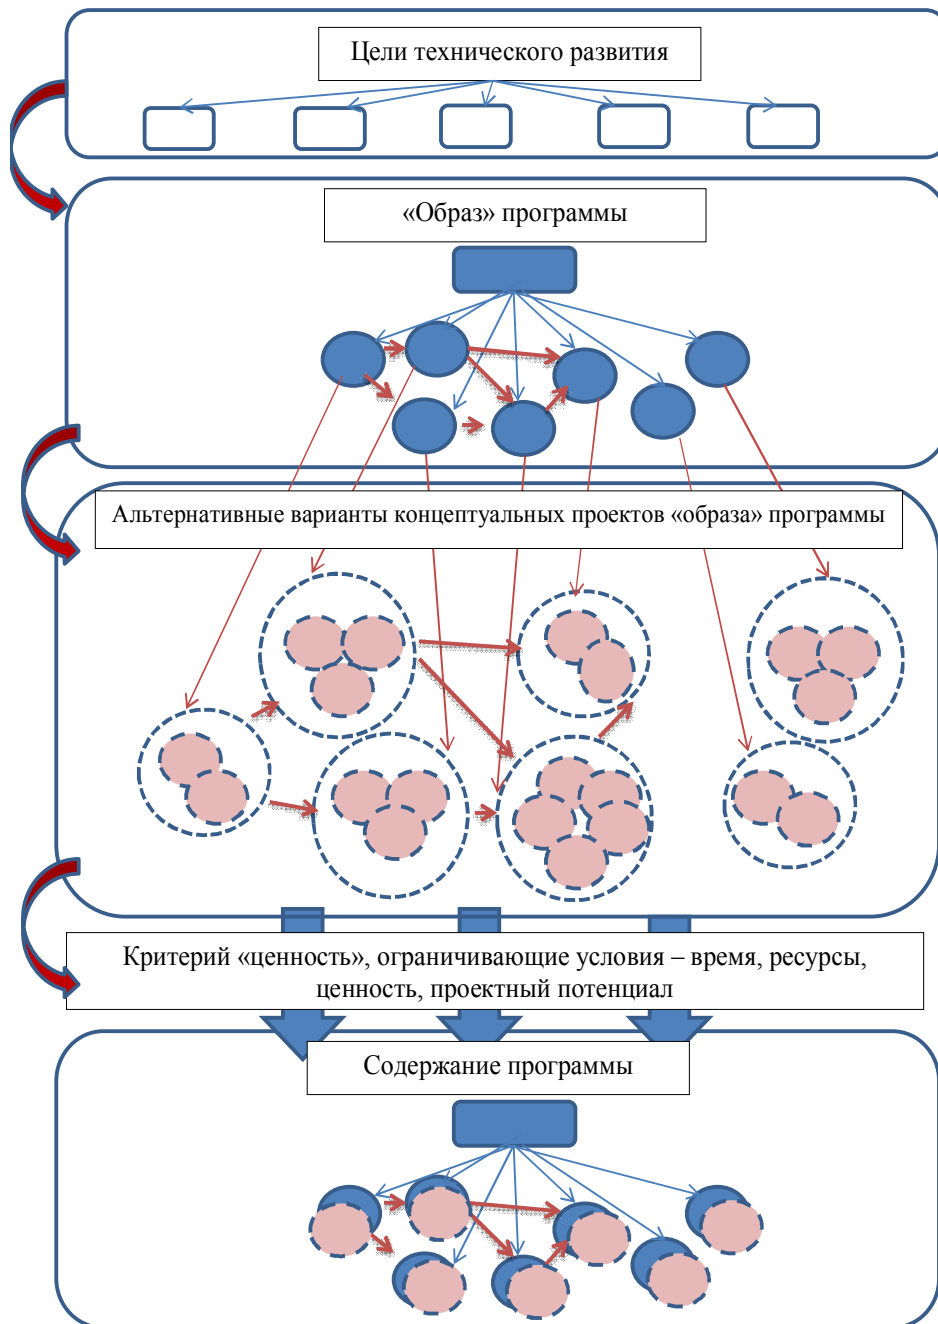 Цели технического развития
«Образ» программы
Альтернативные варианты концептуальных проектов «образа» программы
Критерий «ценность», ограничивающие условия – время, ресурсы,
ценность, проектный потенциал
Содержание программы